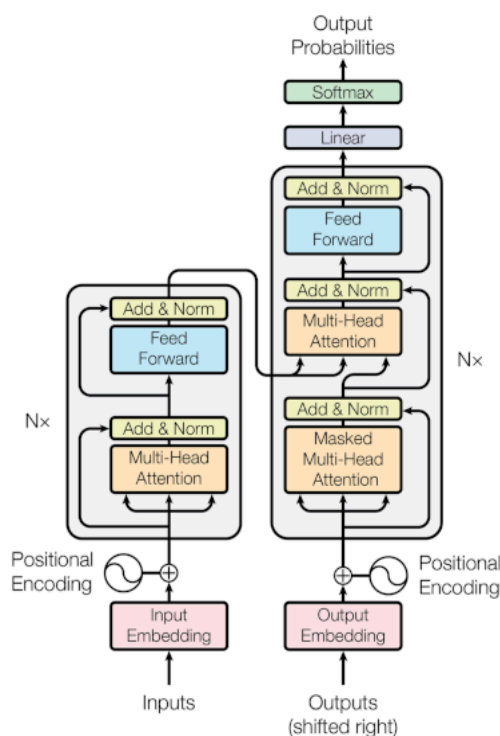 Output
Probabilities
Softmax
Linear
Add & Norm
Feed
Forward
Add & Norm
Multi-Head
Attention
Add & Norm
Masked
Multi-Head
Attention
Nx
Add & Norm
Feed
Forward
Add & Norm
Multi-Head
Attention
Nx
Positional
Encoding
Input
Embedding
Inputs
Positional
Encoding
Output
Embedding
Outputs
(shifted right)